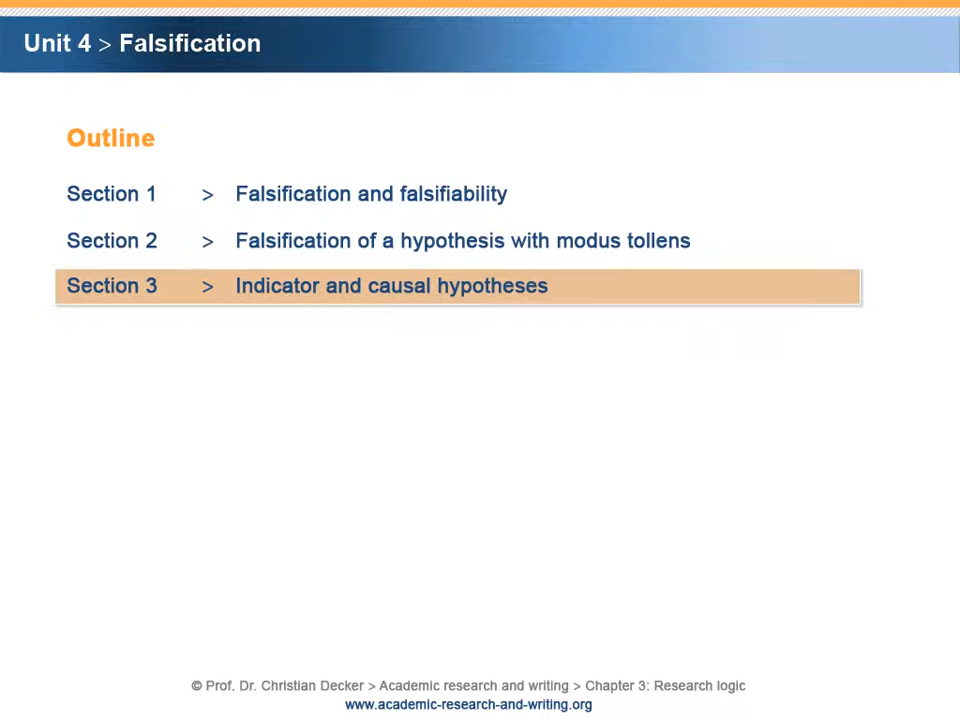 Unit 4 > Falsification
Outline
Section 1 > Falsification and falsifiability
Section 2 > Falsification of a hypothesis with modus tollens
Section 3 > Indicator and causal hypotheses
© Prof. Dr. Christian Decker > Academic research and writing > Chapter 3: Research logic
www.academic-research-and-writing.org